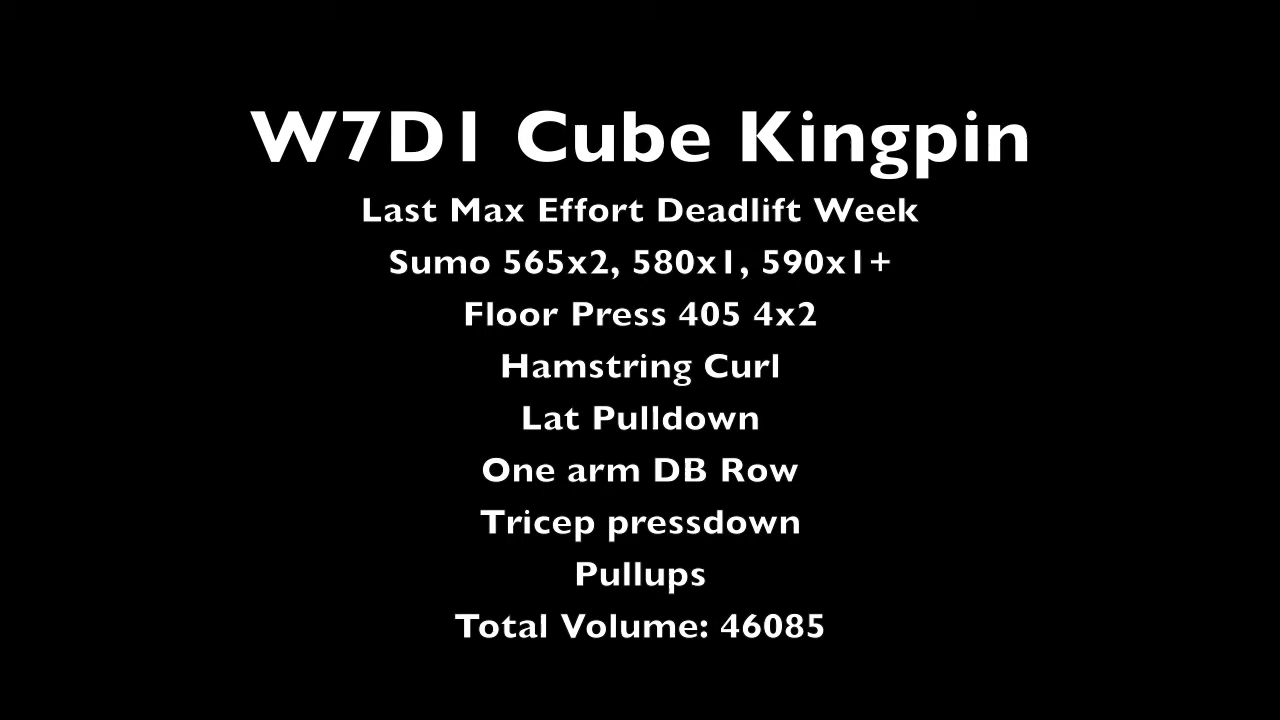 W7D1 Cube Kingpin
Last Max Effort Deadlift Week
Sumo 565x2, 580x1, 590x1+
Floor Press 405 4x2
Hamstring Curl
Lat Pulldown
One arm DB Row
Tricep pressdown
Pullups
Total Volume: 46085